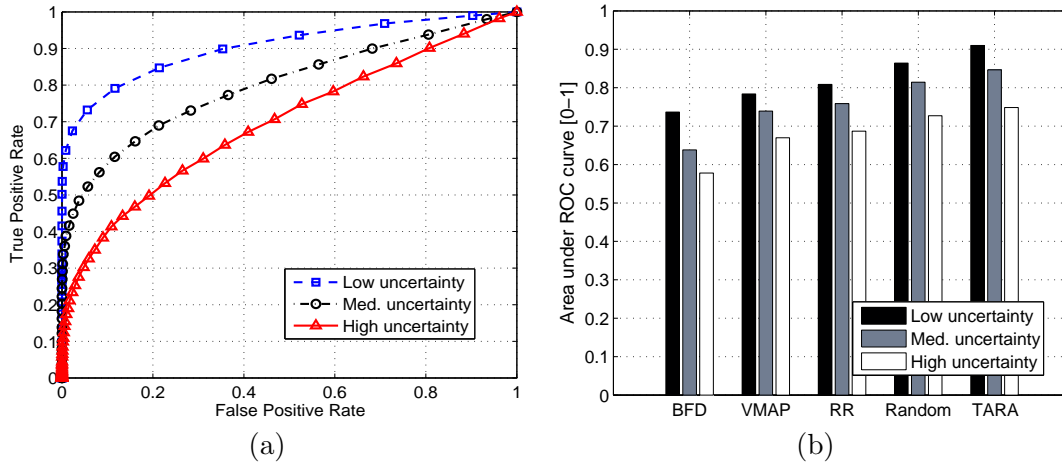 1
0.9
0.8
0.7
0.6
0.5
0.4
0.3
0.2
0.1
0
True Positive Rate
0
0.2
0.4
0.6
0.8
1
False Positive Rate
Low uncertainty
Med. uncertainty
High uncertainty
(a)
1
0.9
0.8
0.7
0.6
0.5
0.4
0.3
0.2
0.1
0
Area under ROC curve [0–1]
BFD
VMAP
RR
Random
TARA
Low uncertainty
Med. uncertainty
High uncertainty
(b)